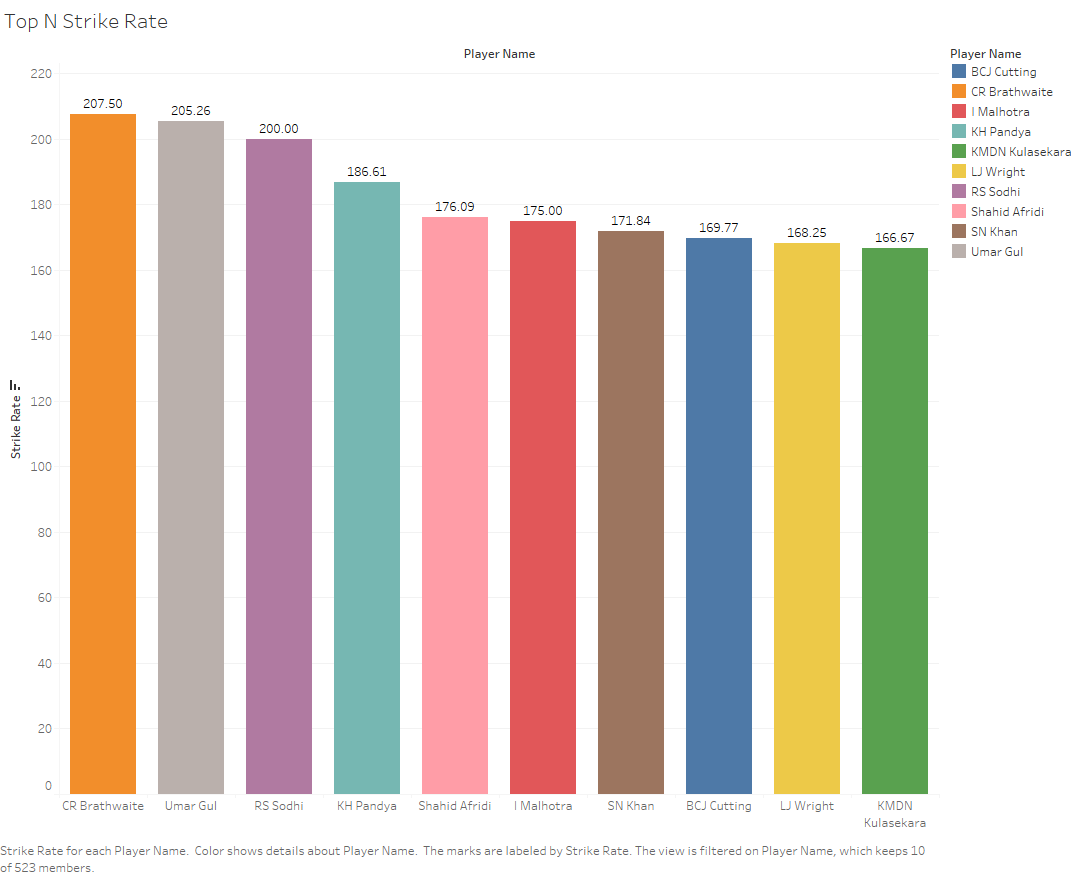 Top N Strike Rate
Player Name
220
200
180
160
140
120
100
80
60
40
20
0
Strike Rate
207.50
205.26
200.00
186.61
176.09
175.00
171.84
169.77
168.25
166.67
CR Brathwaite
Umar Gul
RS Sodhi
KH Pandya
Shahid Afridi
I Malhotra
SN Khan
BCJ Cutting
LJ Wright
KMDN
Kulasekara
Player Name
BCJ Cutting
CR Brathwaite
I Malhotra
KH Pandya
KMDN Kulasekara
LJ Wright
RS Sodhi
Shahid Afridi
SN Khan
Umar Gul
Strike Rate for each Player Name.  Color shows details about Player Name.  The marks are labeled by Strike Rate. The view is filtered on Player Name, which keeps 10
of 523 members.